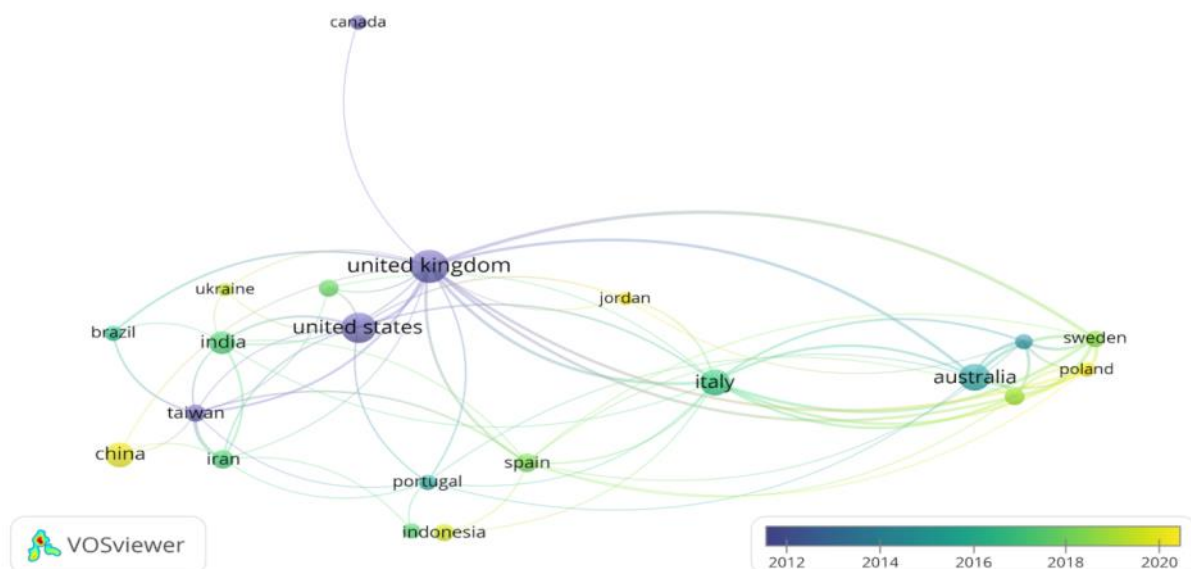 canada
united kingdom
ukraine
jordan
united states
brazil
india
sweden
poland
australia
italy
taiwan
china
iran
spain
portugal
indonesia
VOSviewer
2012 2014 2016 2018 2020